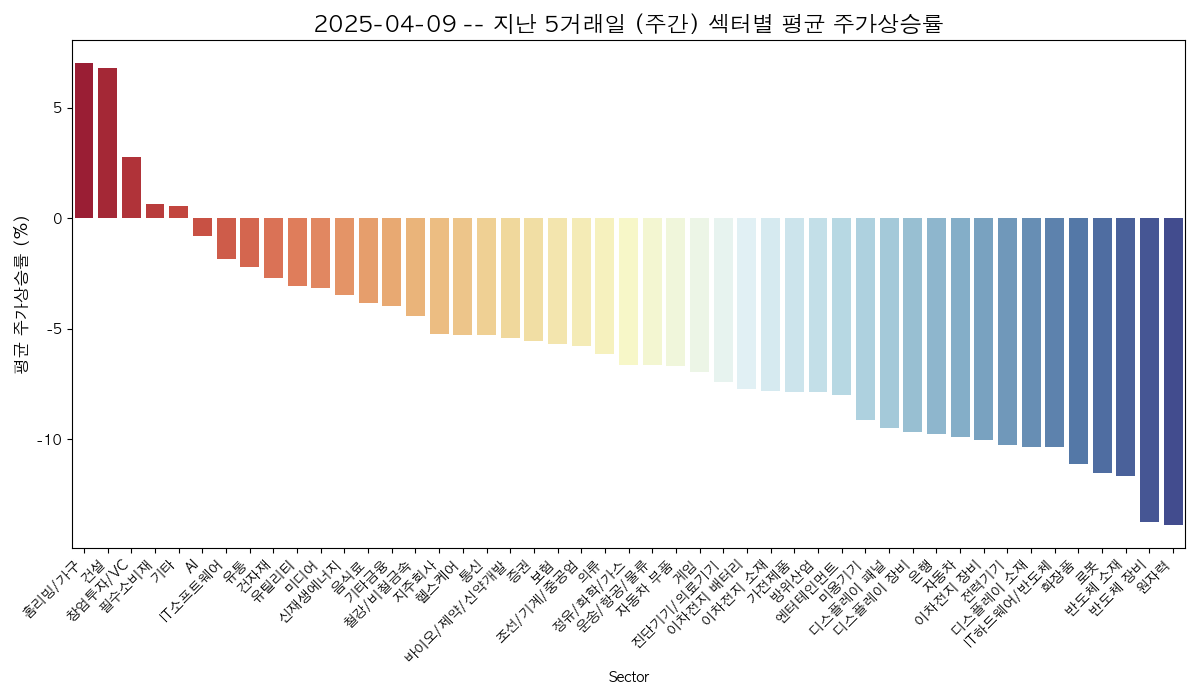 2025-04-09 -- 지난 5거래일 (주간) 섹터별 평균 주가상승률
평균 주가상승률 (%)
5
0
-5
-10
홈리빙/가구
건설
창업투자/VC
필수소비재
기타
AI
IT소프트웨어
유통
건자재
유틸리티
미디어
신재생에너지
음식료
기타금융
철강/비철금속
지주회사
헬스케어
통신
바이오/제약/신약개발
증권
보험
조선/기계/중공업
의류
정유/화학/가스
운송/항공/물류
자동차 부품
게임
진단기기/의료기기
이차전지 배터리
이차전지 소재
가전제품
방위산업
엔터테인먼트
미용기기
디스플레이 패널
디스플레이 장비
은행
자동차
이차전지 장비
전력기기
디스플레이 소재
IT하드웨어/반도체
화장품
로봇
반도체 소재
반도체 장비
원자력
Sector